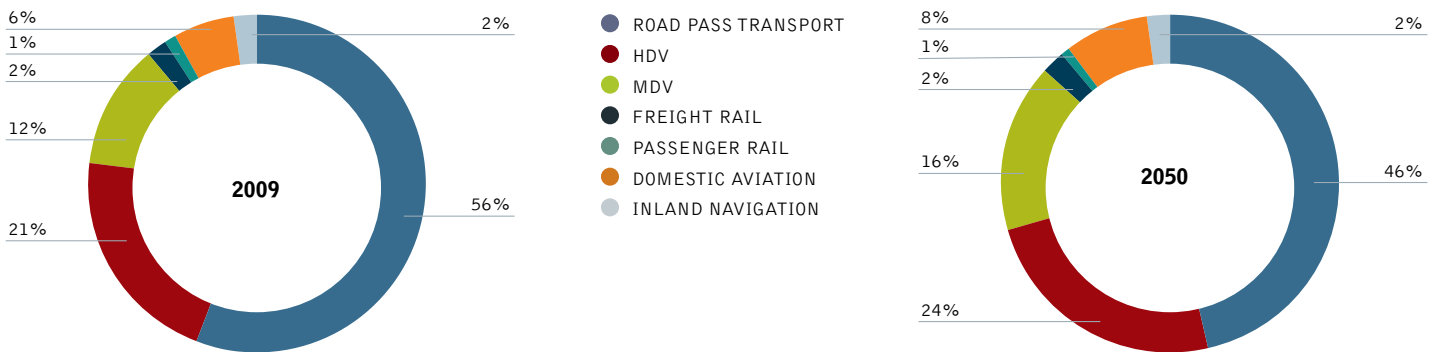 6%
1%
2%
12%
21%
2%
56%
2009
ROAD PASS TRANSPORT
HDV
MDV
FREIGHT RAIL
PASSENGER RAIL
DOMESTIC AVIATION
INLAND NAVIGATION
8%
1%
2%
16%
24%
2%
46%
2050